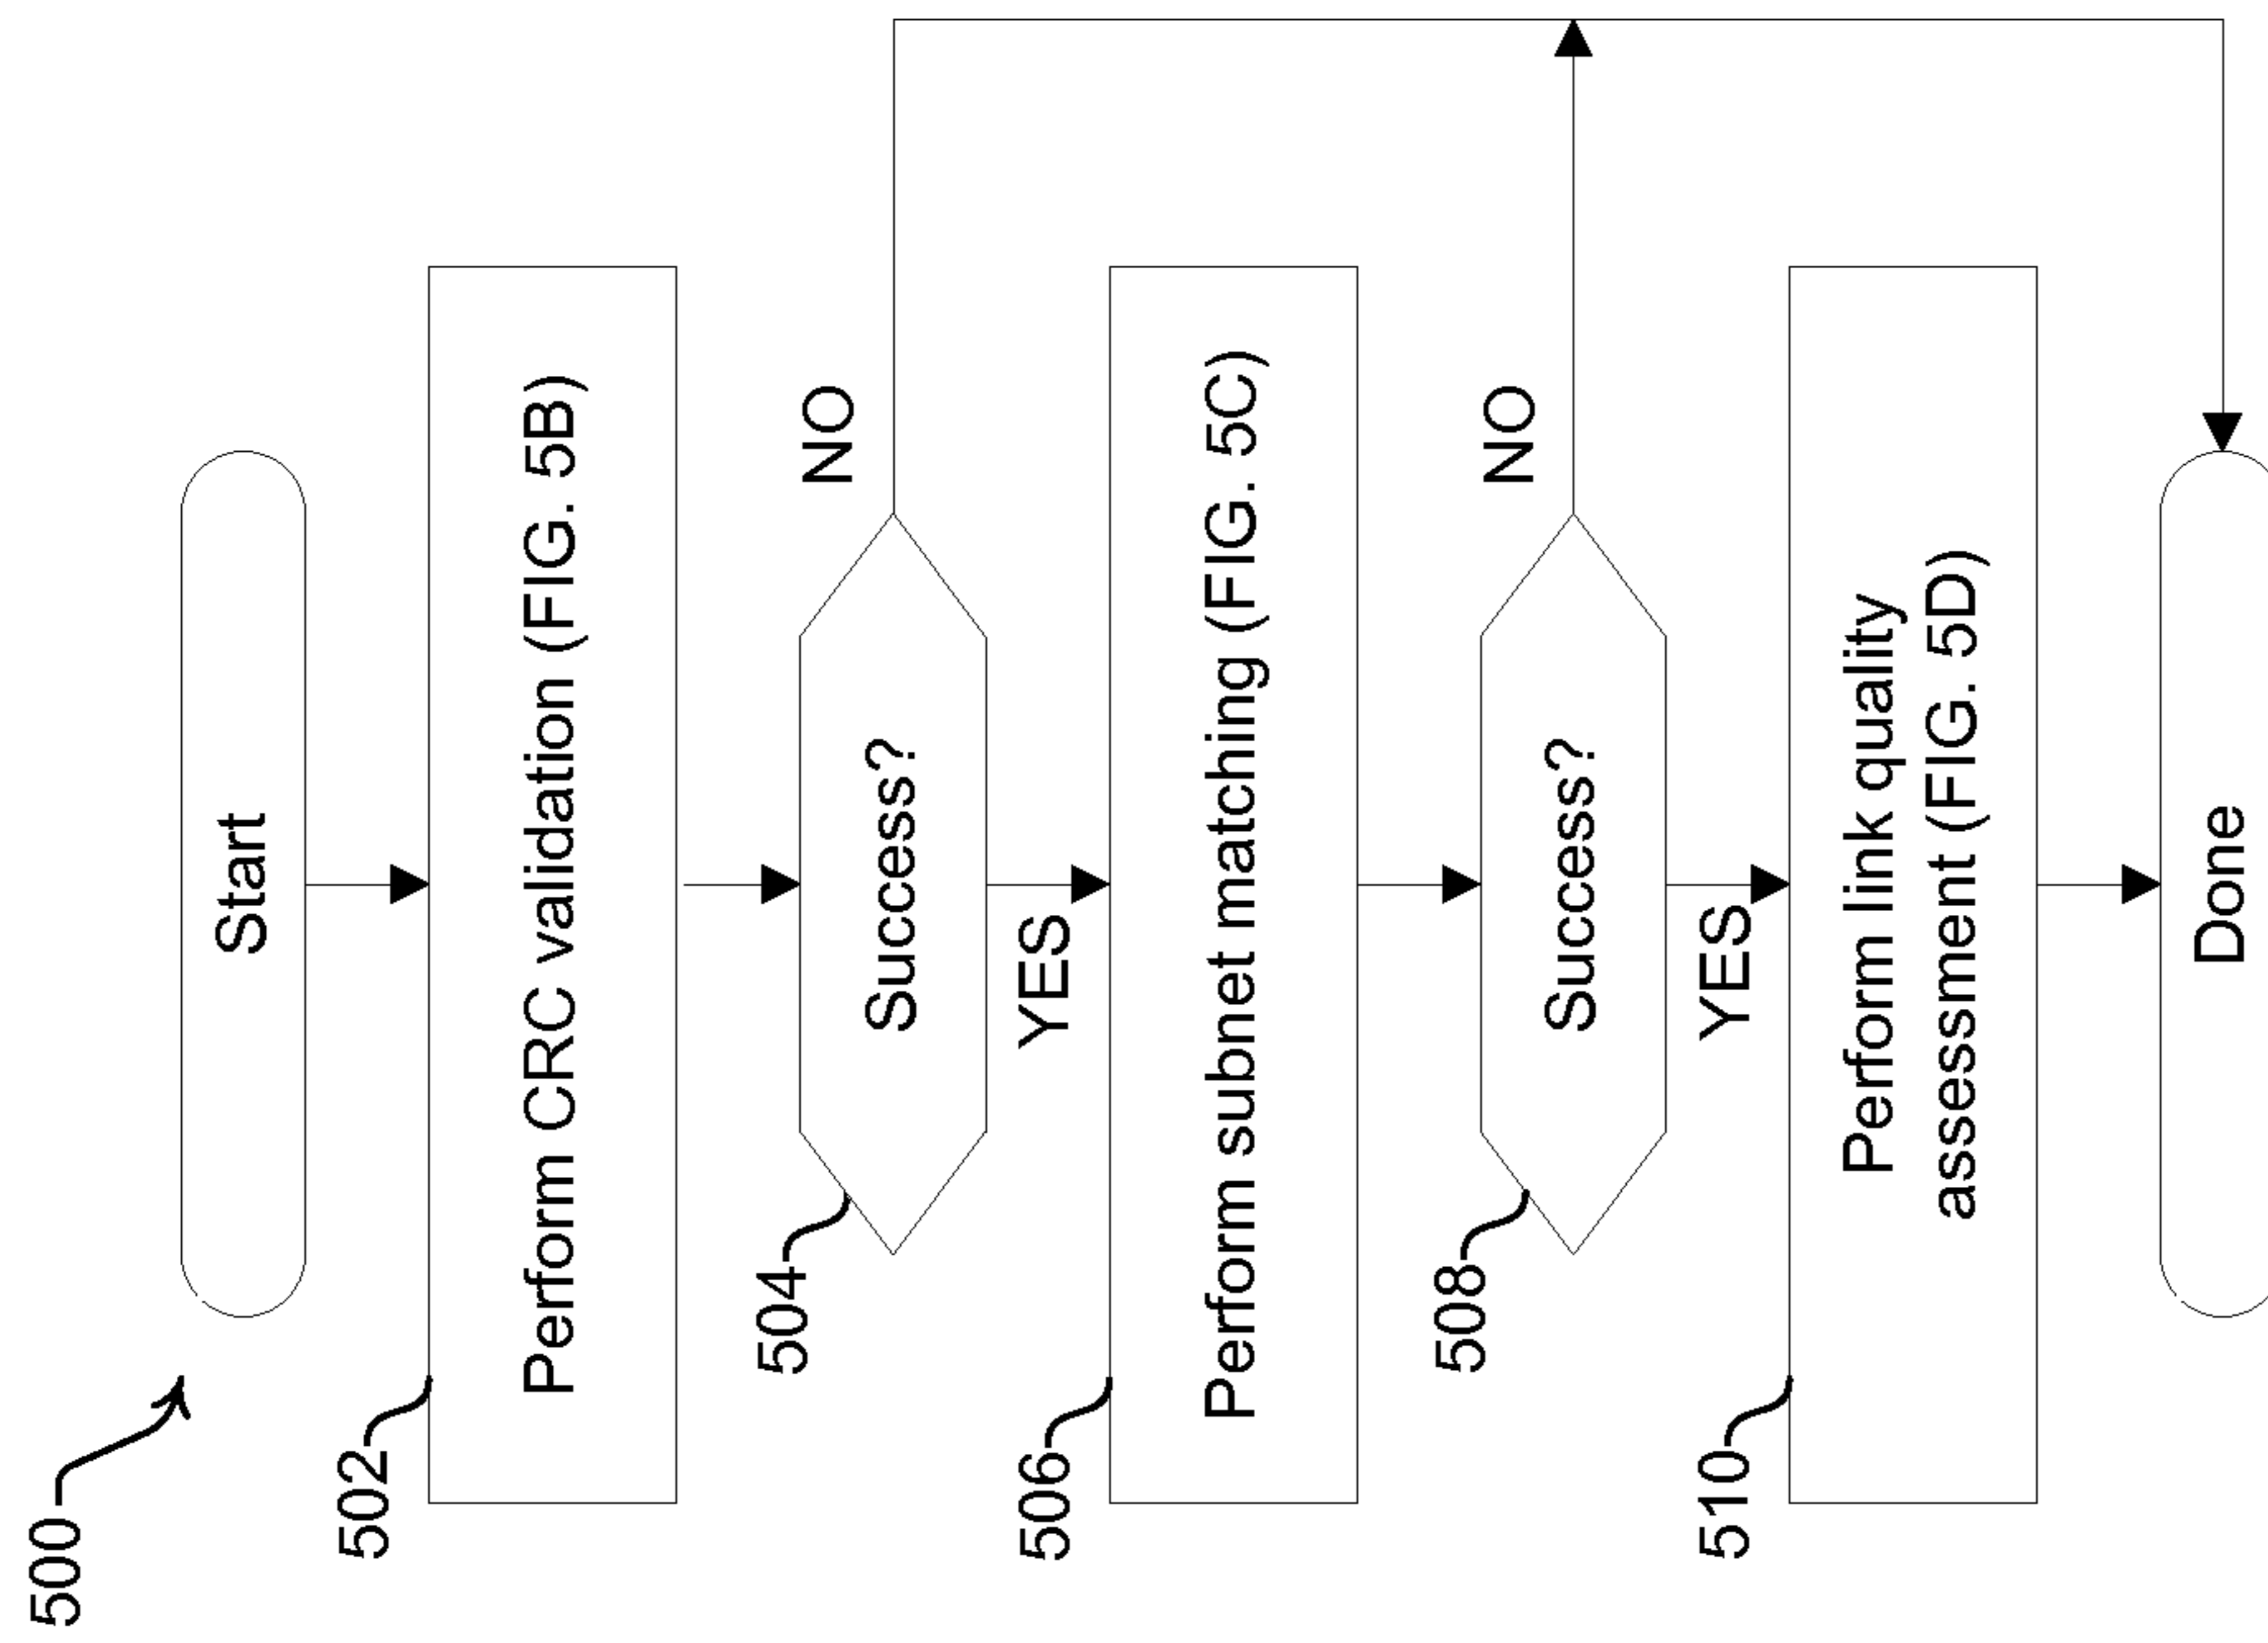 500
Start
502
Perform CRC validation (FIG. 5B)
504
Success?
NO
YES
506
Perform subnet matching (FIG. 5C)
508
Success?
NO
YES
510
Perform link quality
assessment (FIG. 5D)
Done